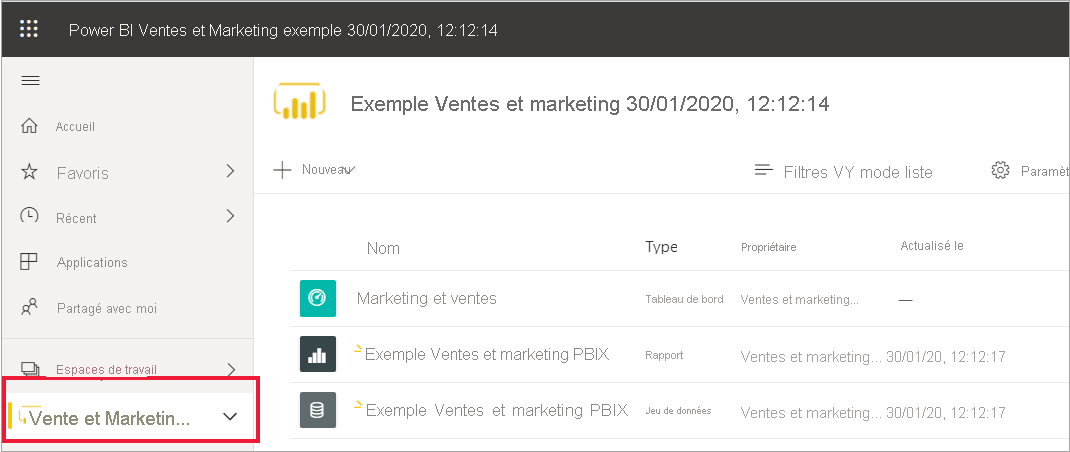 Power BI Ventes et Marketing exemple 30/01/2020, 12:12:14
Exemple Ventes et marketing 30/01/2020, 12:12:14
Accueil
Favoris
Récent
Applications
Partagé avec moi
Espaces de travail
Vente et Marketin...
Nouveau
Filtres VY mode liste
Paramèt
Nom Type Propriétaire Actualisé le
Marketing et ventes Tableau de bord Ventes et marketing... —
Exemple Ventes et marketing PBIX Rapport Ventes et marketing... 30/01/20, 12:12:17
Exemple Ventes et marketing PBIX Jeu de données Ventes et marketing... 30/01/20, 12:12:17